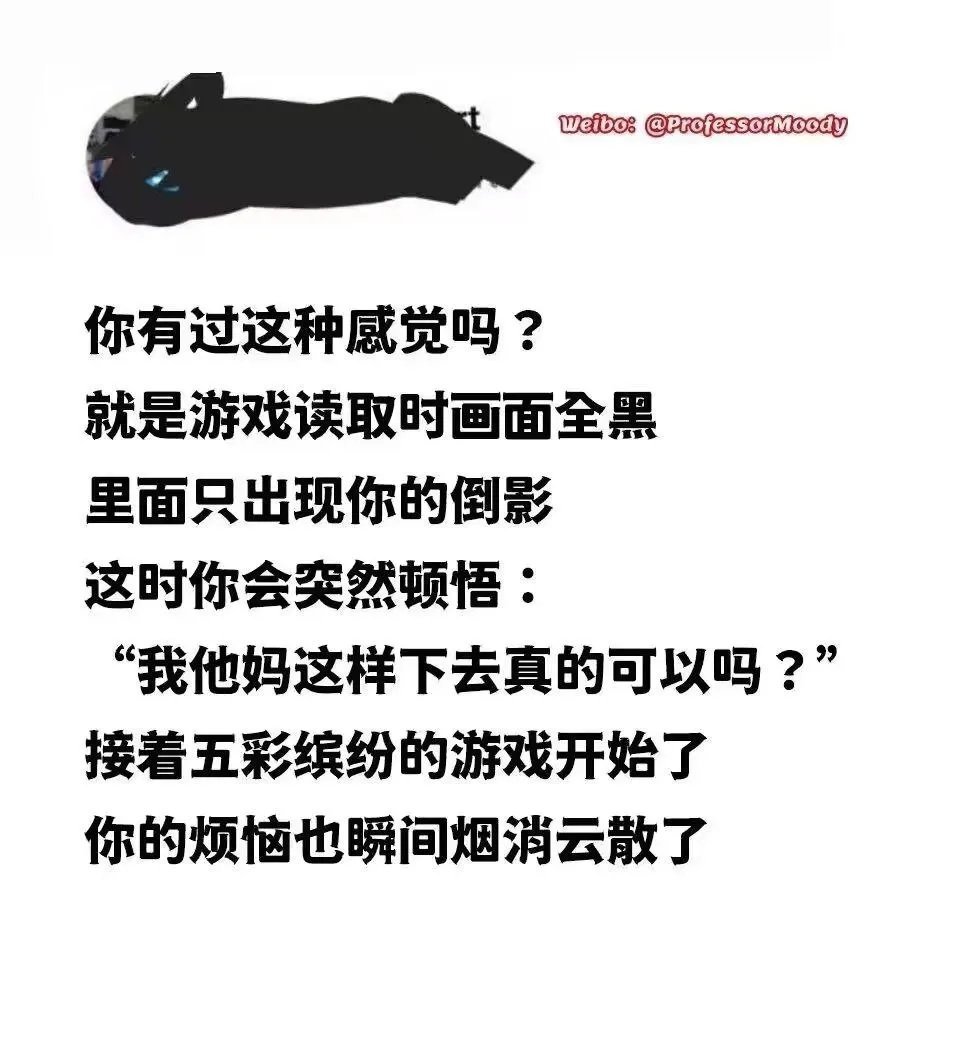 Weibo: @ProfessorMoody
你有过这种感觉吗？
就是游戏读取时画面全黑
里面只出现你的倒影
这时你会突然顿悟：
“我他妈这样下去真的可以吗？”
接着五彩缤纷的游戏开始了
你的烦恼也瞬间烟消云散了